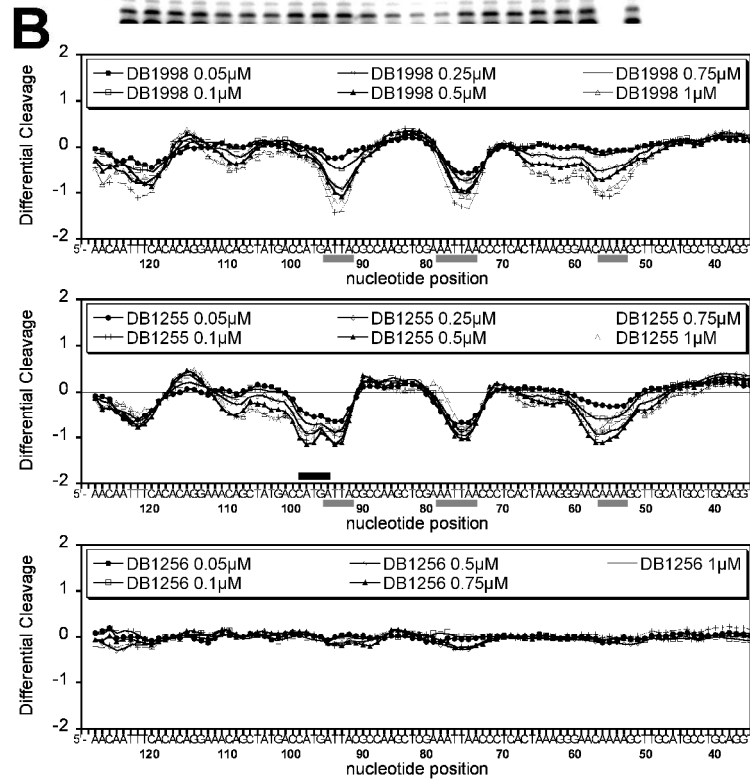 B
Differential Cleavage
2
1
0
-1
-2
DB1998 0.05µM DB1998 0.25µM DB1998 0.75µM
DB1998 0.1µM DB1998 0.5µM DB1998 1µM
5'- AACAATTTCACACAGGAAACAGCTATGACCATGATTACGCCAAGCTCGAAATTAACCCTCACTAAAGGGAACAAAAGCTTGCATGCCTGCAGG
120 110 100 90 80 70 60 50 40
nucleotide position
Differential Cleavage
2
1
0
-1
-2
DB1255 0.05µM DB1255 0.25µM DB1255 0.75µM
DB1255 0.1µM DB1255 0.5µM DB1255 1µM
5'- AACAATTTCACACAGGAAACAGCTATGACCATGATTACGCCAAGCTCGAAATTAACCCTCACTAAAGGGAACAAAAGCTTGCATGCCTGCAGG
120 110 100 90 80 70 60 50 40
nucleotide position
Differential Cleavage
2
1
0
-1
-2
DB1256 0.05µM DB1256 0.5µM DB1256 1µM
DB1256 0.1µM DB1256 0.75µM
5'- AACAATTTCACACAGGAAACAGCTATGACCATGATTACGCCAAGCTCGAAATTAACCCTCACTAAAGGGAACAAAAGCTTGCATGCCTGCAGG
120 110 100 90 80 70 60 50 40
nucleotide position